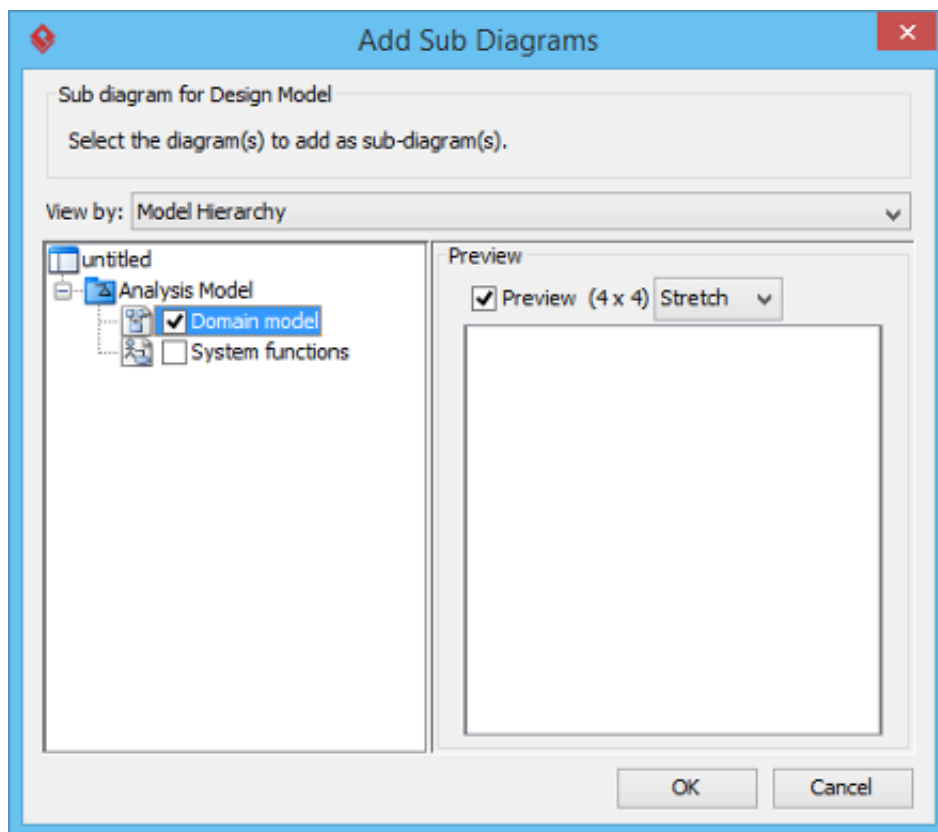 Add Sub Diagrams
Sub diagram for Design Model
Select the diagram(s) to add as sub-diagram(s).
View by: Model Hierarchy
untitled
Analysis Model
Domain model
System functions
Preview
Preview (4 x 4) Stretch
OK Cancel